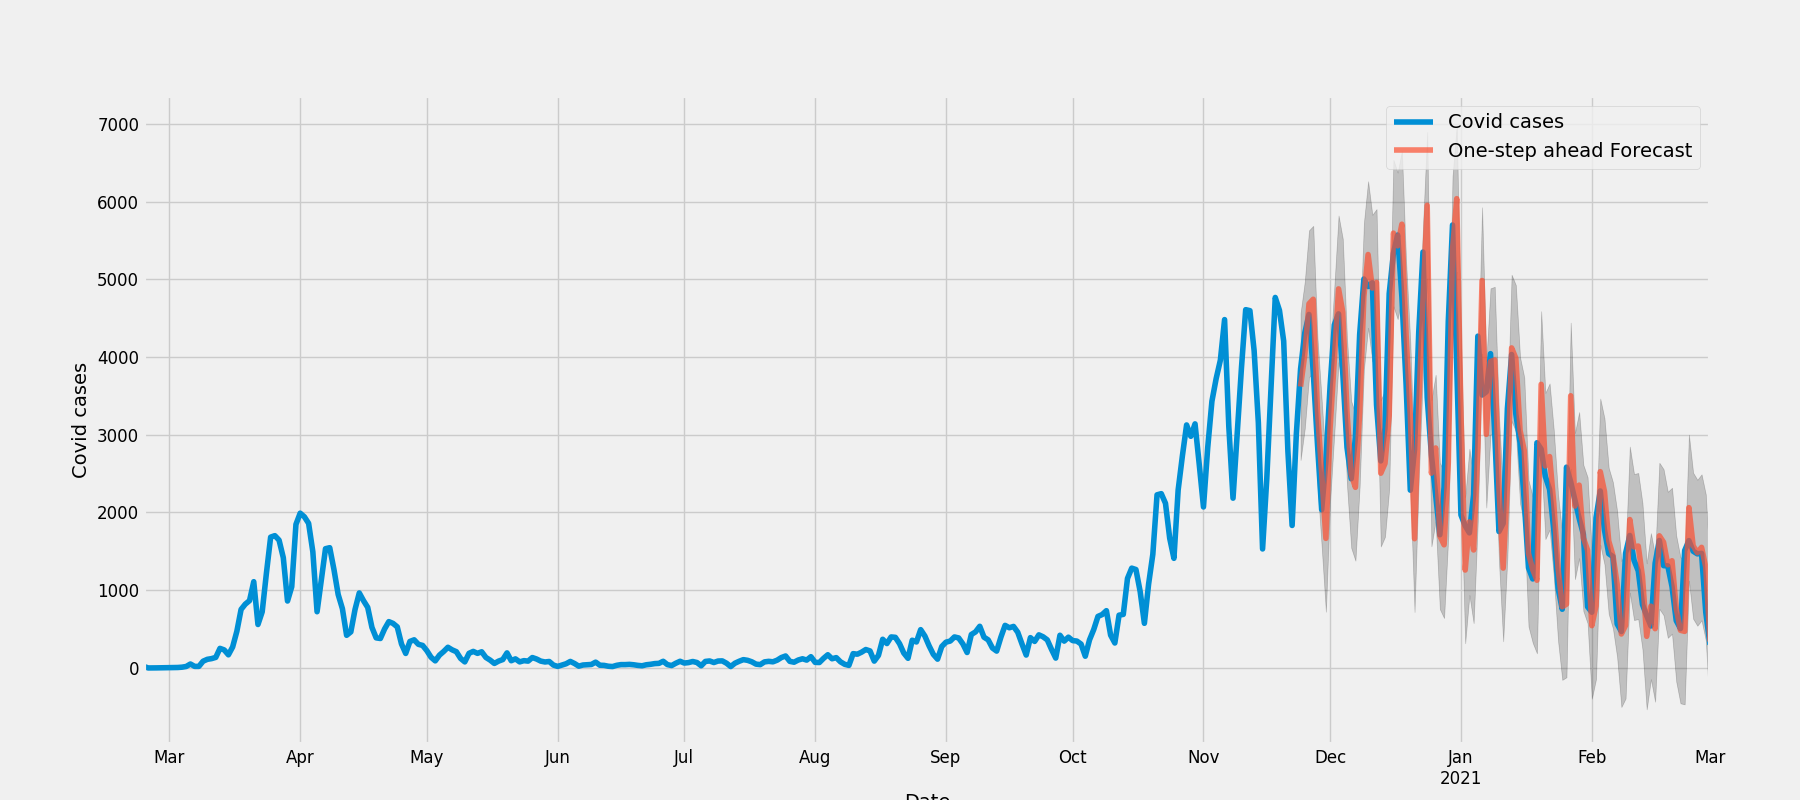 Covid cases
One-step ahead Forecast
7000
6000
5000
4000
3000
2000
1000
0
Covid cases
Mar Apr May Jun Jul Aug Sep Oct Nov Dec Jan Feb Mar
2021
Date